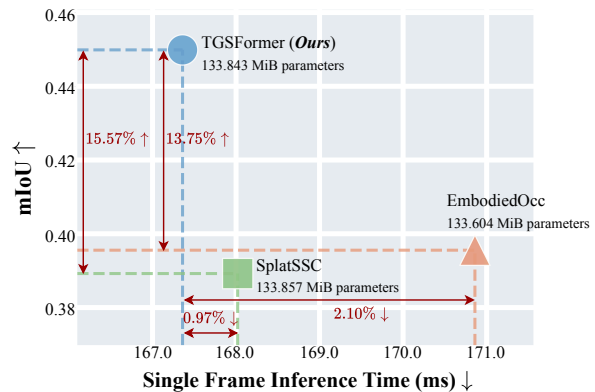 0.46
TGSFormer (Ours)
133.843 MiB parameters
0.44
15.57% ↑
13.75% ↑
0.42
mIoU ↑
EmbodiedOcc
133.604 MiB parameters
0.40
SplatSSC
133.857 MiB parameters
0.38
0.97% ↓
2.10% ↓
167.0 168.0 169.0 170.0 171.0
Single Frame Inference Time (ms) ↓